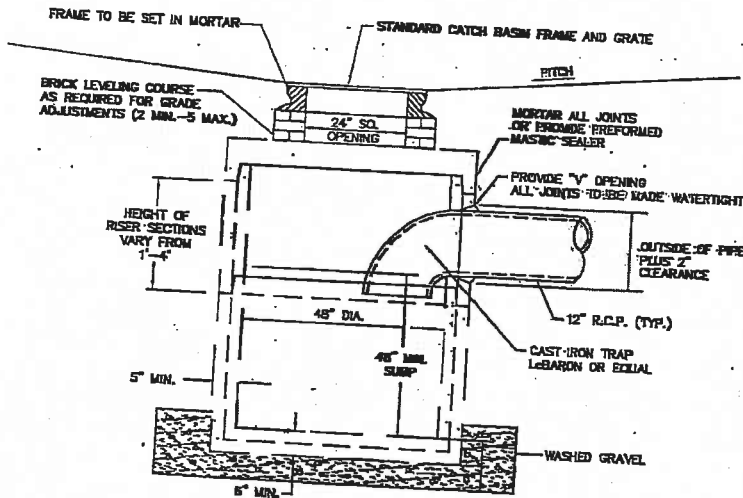 FRAME TO BE SET IN MORTAR
STANDARD CATCH BASIN FRAME AND GRATE
PITCH
BRICK LEVELING COURSE
AS REQUIRED FOR GRADE
ADJUSTMENTS (2 MIN.-5 MAX.)
24" SQ.
OPENING
MORTAR ALL JOINTS
OR PROVIDE PREFORMED
MASTIC SEALER
PROVIDE "V" OPENING
ALL JOINTS TO BE MADE WATERTIGHT
HEIGHT OF
RISER SECTIONS
VARY FROM
1'-4'
OUTSIDE OF PIPE
PLUS 2"
CLEARANCE
12" R.C.P. (TYP.)
48" DIA.
48" MIN.
SUMP
CAST-IRON TRAP
LeBARON OR EQUAL
5" MIN.
WASHED GRAVEL
6" MIN.